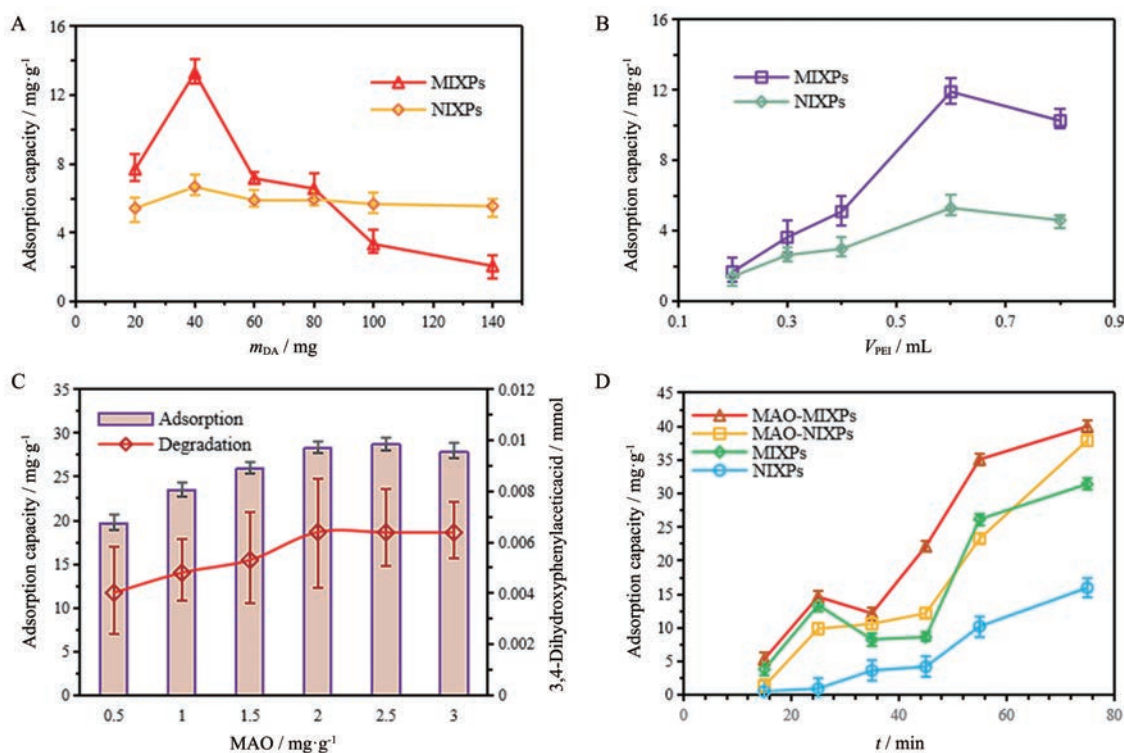 A
Adsorption capacity / mg·g⁻¹
16
12
8
4
0
MIXPs
NIXPs
20
40
60
80
100
120
140
m_DA / mg
B
Adsorption capacity / mg·g⁻¹
16
12
8
4
0
MIXPs
NIXPs
0.1
0.3
0.5
0.7
0.9
V_PEI / mL
C
Adsorption capacity / mg·g⁻¹
35
30
25
20
15
10
5
0
Adsorption
Degradation
0.012
0.01
0.008
0.006
0.004
0.002
0
3,4-Dihydroxyphenylaceticacid / mmol
0.5
1
1.5
2
2.5
3
MAO / mg·g⁻¹
D
Adsorption capacity / mg·g⁻¹
45
40
35
30
25
20
15
10
5
0
MAO-MIXPs
MAO-NIXPs
MIXPs
NIXPs
0
20
40
60
80
t / min